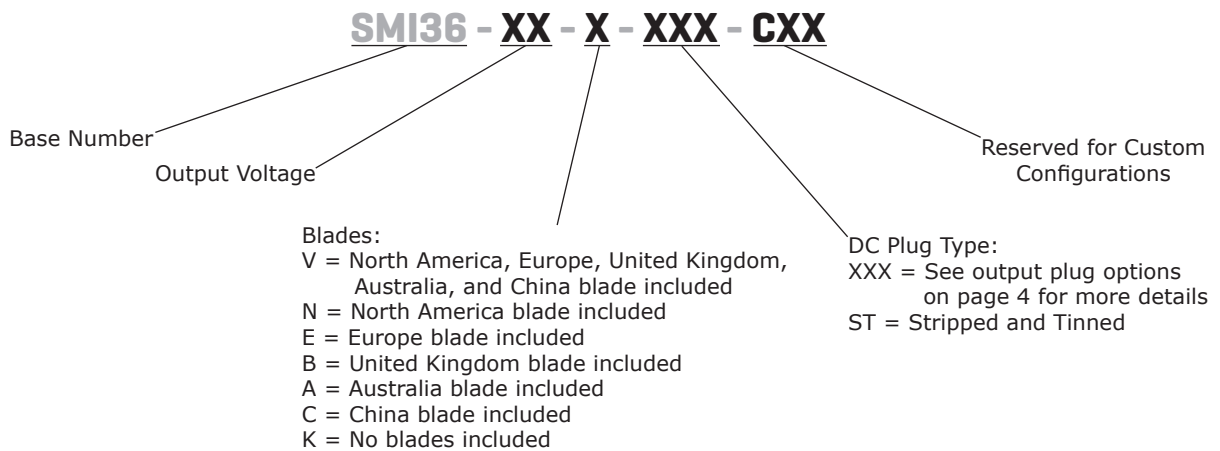 SMI36 - XX - X - XXX - CXX
Base Number
Output Voltage
Reserved for Custom
Configurations
Blades:
V = North America, Europe, United Kingdom,
Australia, and China blade included
N = North America blade included
E = Europe blade included
B = United Kingdom blade included
A = Australia blade included
C = China blade included
K = No blades included
DC Plug Type:
XXX = See output plug options
on page 4 for more details
ST = Stripped and Tinned